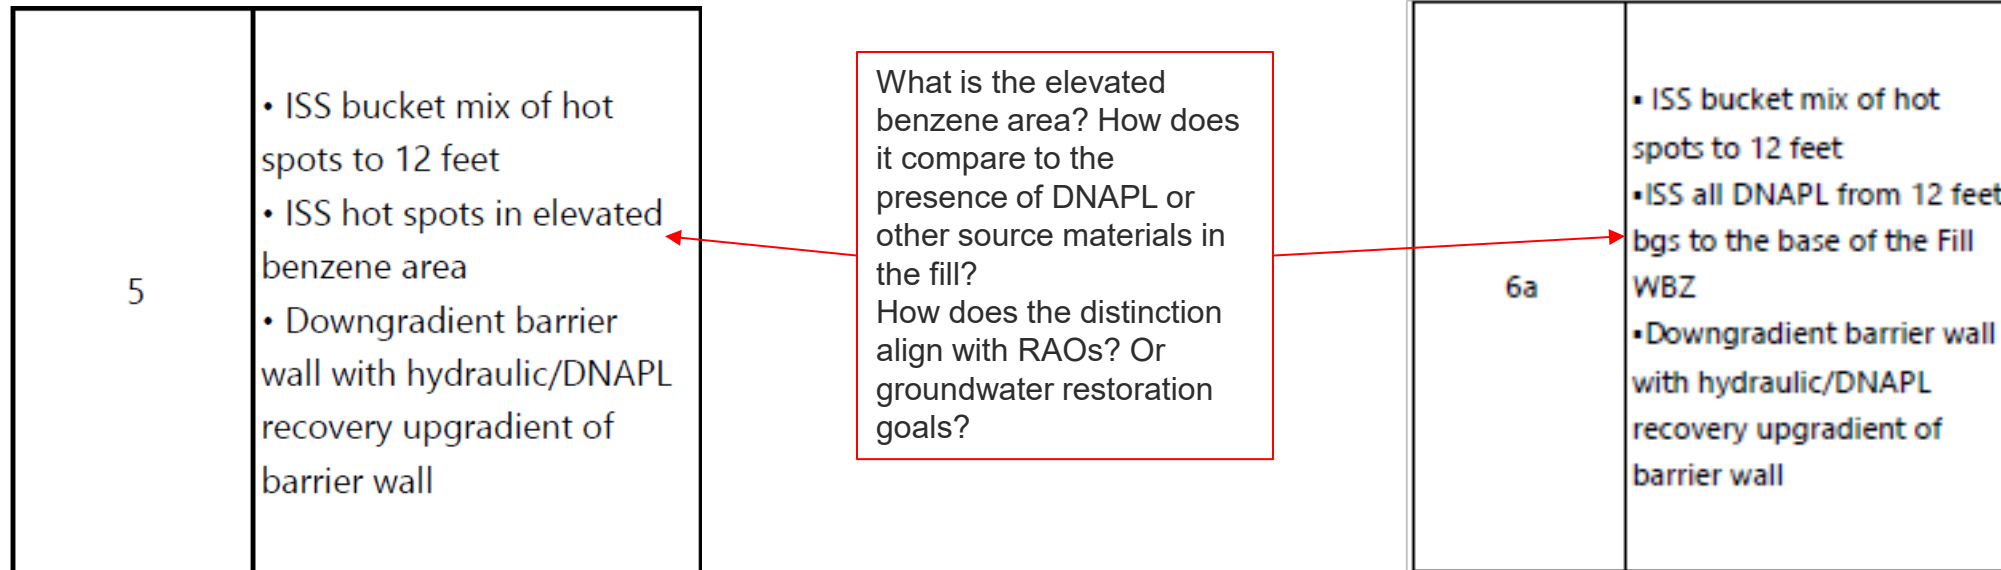 5
• ISS bucket mix of hot
spots to 12 feet
• ISS hot spots in elevated
benzene area
• Downgradient barrier
wall with hydraulic/DNAPL
recovery upgradient of
barrier wall
What is the elevated
benzene area? How does
it compare to the
presence of DNAPL or
other source materials in
the fill?
How does the distinction
align with RAOs? Or
groundwater restoration
goals?
6a
▪ ISS bucket mix of hot
spots to 12 feet
▪ISS all DNAPL from 12 feet
bgs to the base of the Fill
WBZ
▪Downgradient barrier wall
with hydraulic/DNAPL
recovery upgradient of
barrier wall